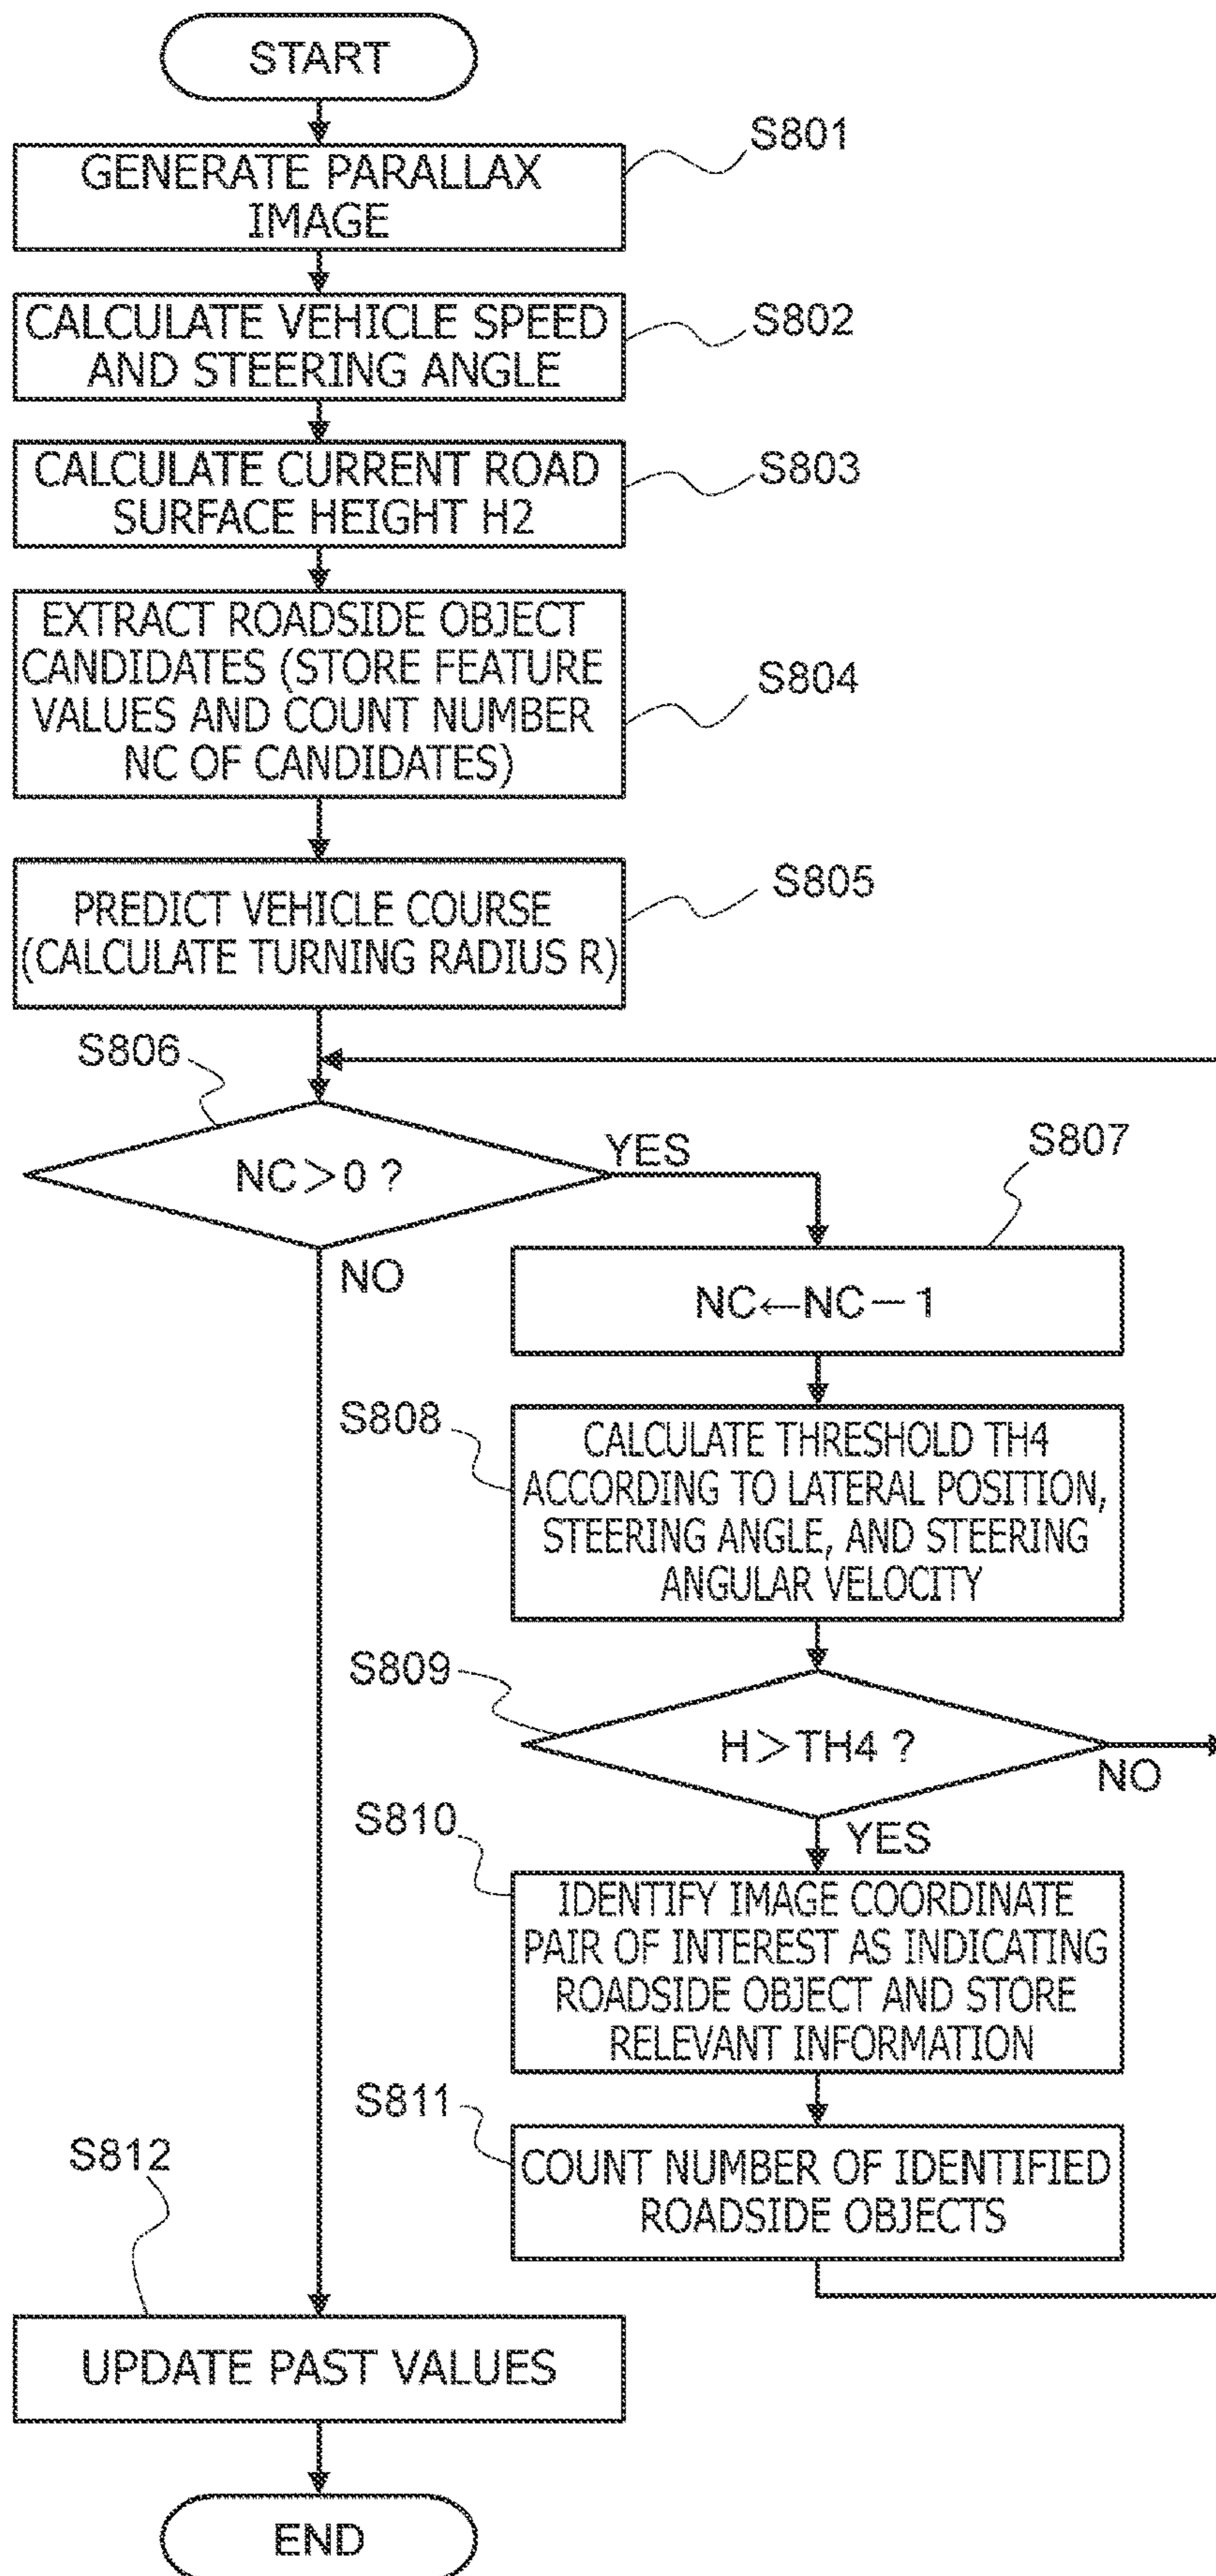 START
S801
GENERATE PARALLAX
IMAGE
S802
CALCULATE VEHICLE SPEED
AND STEERING ANGLE
S803
CALCULATE CURRENT ROAD
SURFACE HEIGHT H2
S804
EXTRACT ROADSIDE OBJECT
CANDIDATES (STORE FEATURE
VALUES AND COUNT NUMBER
NC OF CANDIDATES)
S805
PREDICT VEHICLE COURSE
(CALCULATE TURNING RADIUS R)
S806
NC>0 ?
YES
NO
S807
NC←NC-1
S808
CALCULATE THRESHOLD TH4
ACCORDING TO LATERAL POSITION,
STEERING ANGLE, AND STEERING
ANGULAR VELOCITY
S809
H>TH4 ?
NO
YES
S810
IDENTIFY IMAGE COORDINATE
PAIR OF INTEREST AS INDICATING
ROADSIDE OBJECT AND STORE
RELEVANT INFORMATION
S811
COUNT NUMBER OF IDENTIFIED
ROADSIDE OBJECTS
S812
UPDATE PAST VALUES
END